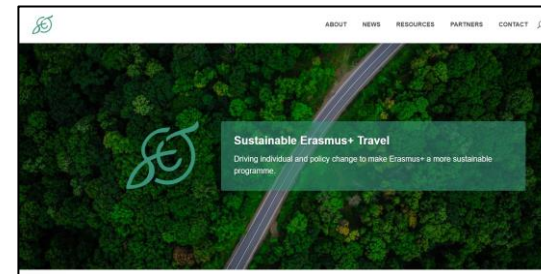 ABOUT NEWS RESOURCES PARTNERS CONTACT
Sustainable Erasmus+ Travel
Driving individual and policy change to make Erasmus+ a more sustainable
programme.